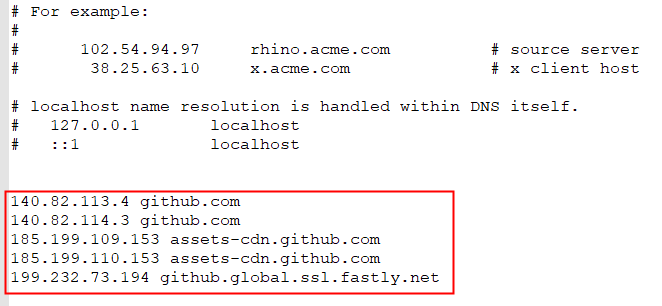 # For example:
#
#      102.54.94.97     rhino.acme.com          # source server
#       38.25.63.10     x.acme.com              # x client host
# localhost name resolution is handled within DNS itself.
#   127.0.0.1       localhost
#   ::1             localhost
140.82.113.4 github.com
140.82.114.3 github.com
185.199.109.153 assets-cdn.github.com
185.199.110.153 assets-cdn.github.com
199.232.73.194 github.global.ssl.fastly.net